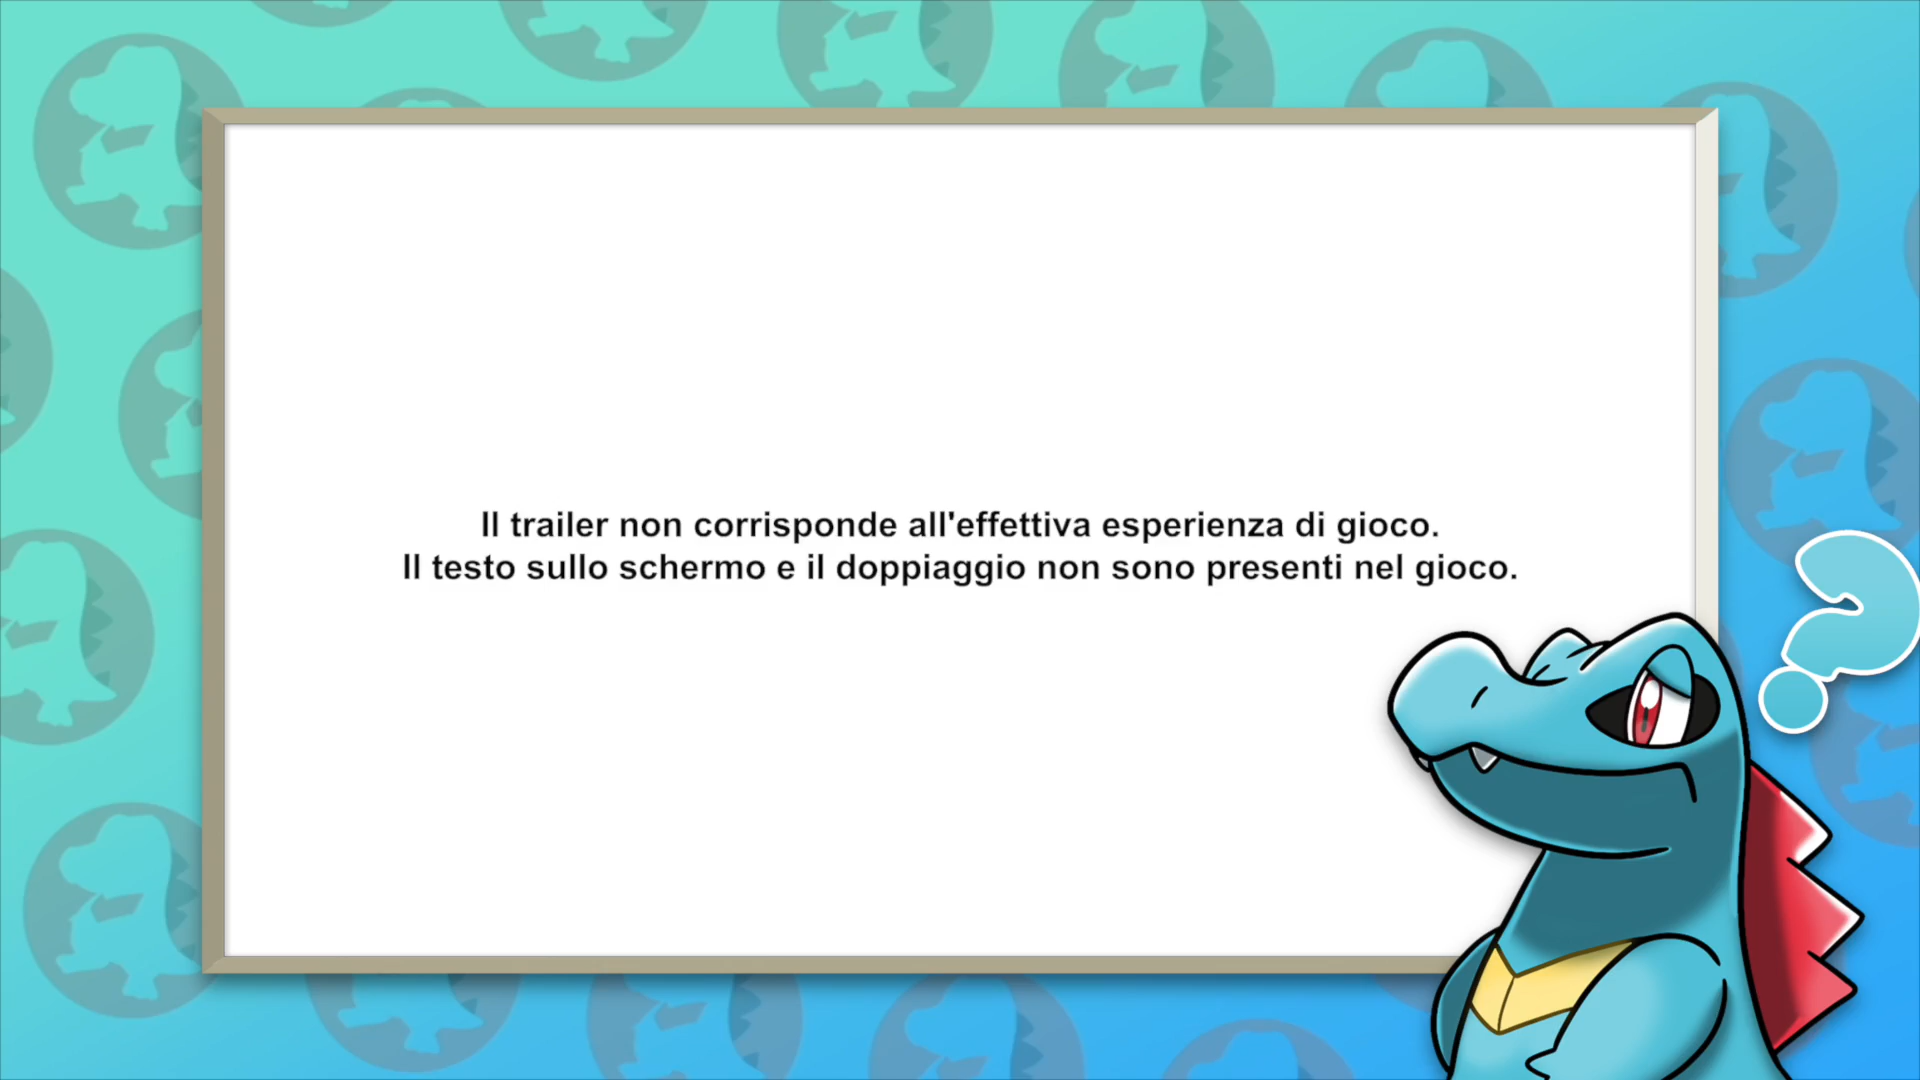 Il trailer non corrisponde all'effettiva esperienza di gioco.
Il testo sullo schermo e il doppiaggio non sono presenti nel gioco.
?